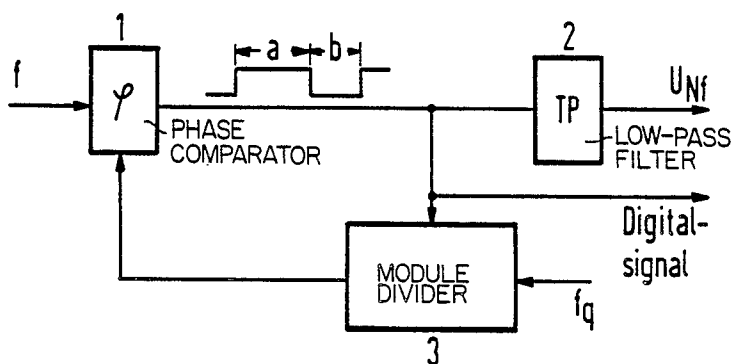 1
a b
2
f
φ
PHASE
COMPARATOR
TP
U_Nf
LOW-PASS
FILTER
Digital-
signal
MODULE
DIVIDER
f_q
3